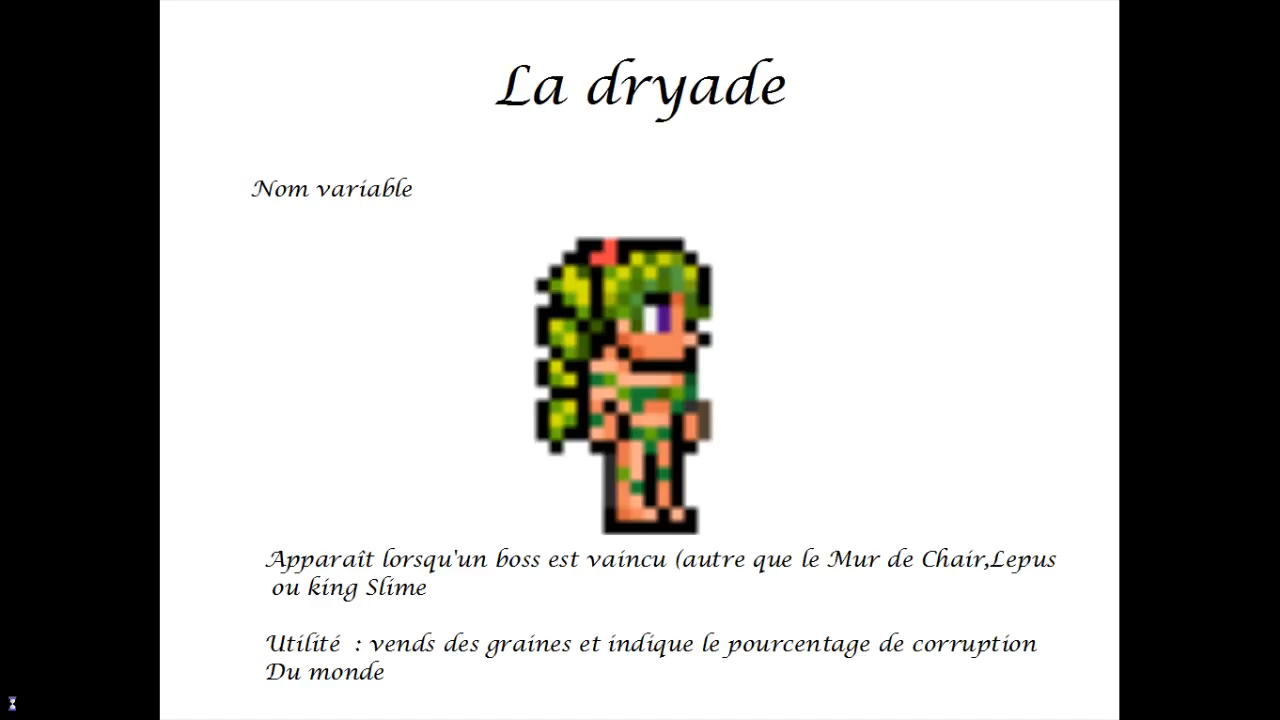 La dryade
Nom variable
Apparaît lorsqu'un boss est vaincu (autre que le Mur de Chair,Lepus
ou king Slime
Utilité : vends des graines et indique le pourcentage de corruption
Du monde